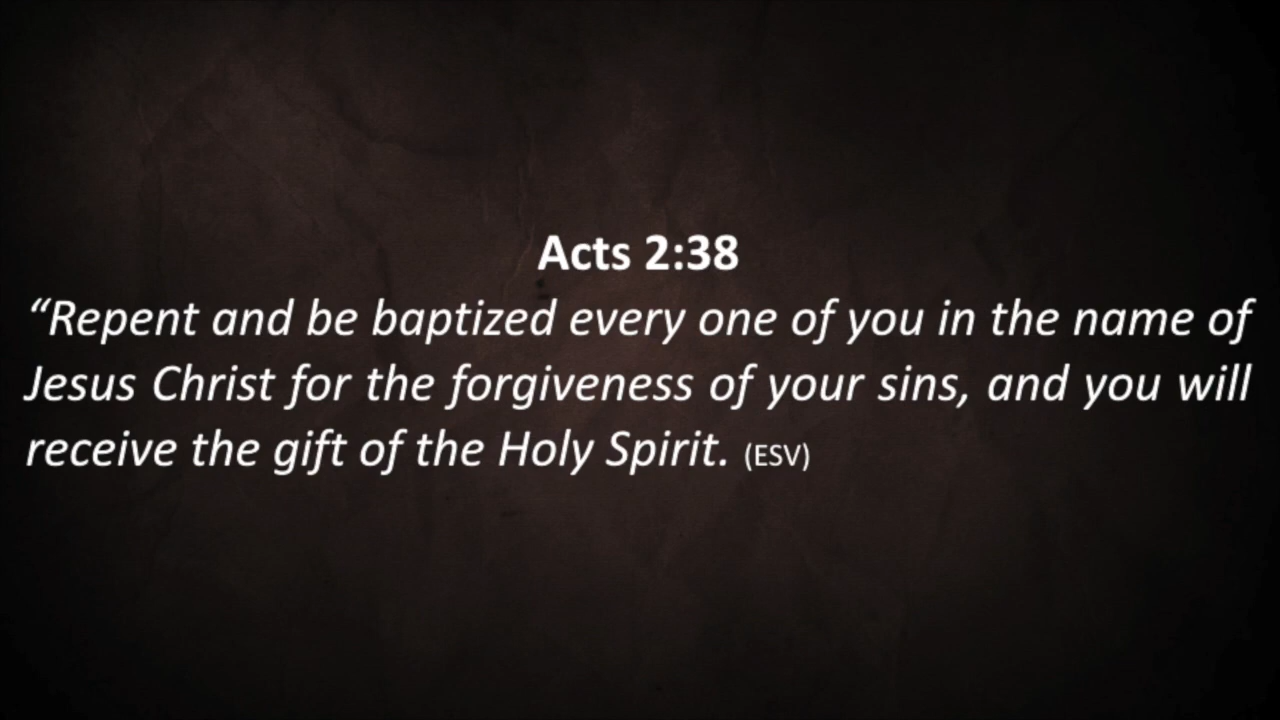 Acts 2:38
“Repent and be baptized every one of you in the name of
Jesus Christ for the forgiveness of your sins, and you will
receive the gift of the Holy Spirit. (ESV)